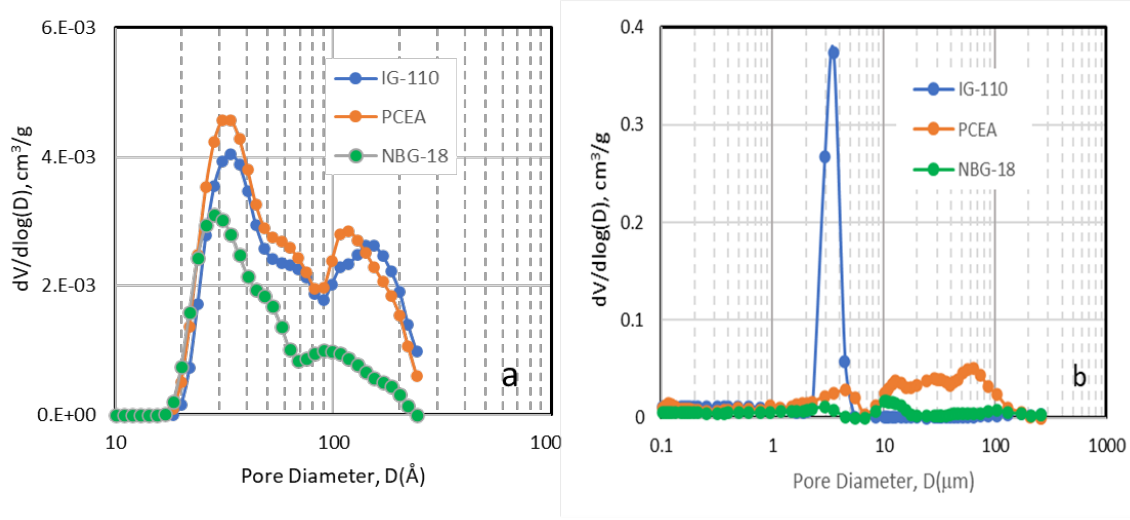 6.E-03
4.E-03
2.E-03
0.E+00
dV/dlog(D), cm³/g
IG-110
PCEA
NBG-18
a
10
100
100
Pore Diameter, D(Å)
0.4
0.3
0.2
0.1
0
dV/dlog(D), cm³/g
IG-110
PCEA
NBG-18
b
0.1
1
10
100
1000
Pore Diameter, D(μm)